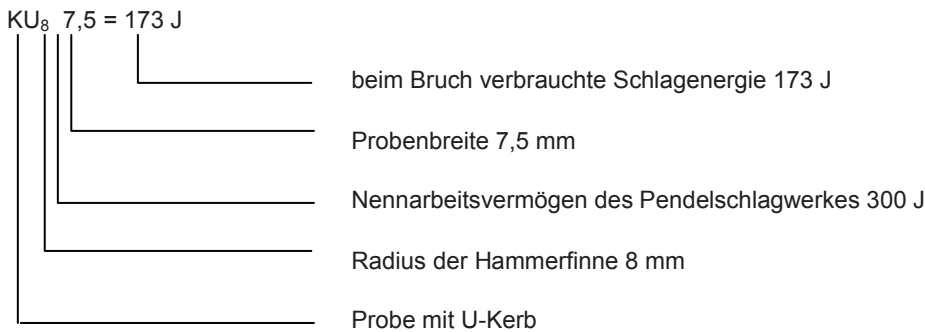 KU₈ 7,5 = 173 J
beim Bruch verbrauchte Schlagenergie 173 J
Probenbreite 7,5 mm
Nennarbeitsvermögen des Pendelschlagwerkes 300 J
Radius der Hammerfinne 8 mm
Probe mit U-Kerb